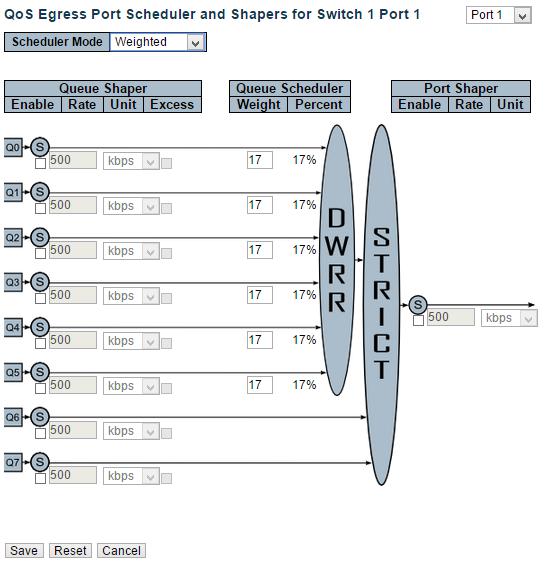 QoS Egress Port Scheduler and Shapers for Switch 1 Port 1
Port 1
Scheduler Mode Weighted
Queue Shaper Queue Scheduler Port Shaper
Enable Rate Unit Excess Weight Percent Enable Rate Unit
Q0 S
500 kbps 17 17%
Q1 S
500 kbps 17 17%
Q2 S
500 kbps 17 17%
Q3 S
500 kbps 17 17%
Q4 S
500 kbps 17 17%
Q5 S
500 kbps 17 17%
Q6 S
500 kbps
Q7 S
500 kbps
DWRR
STRICT
S
500 kbps
Save Reset Cancel